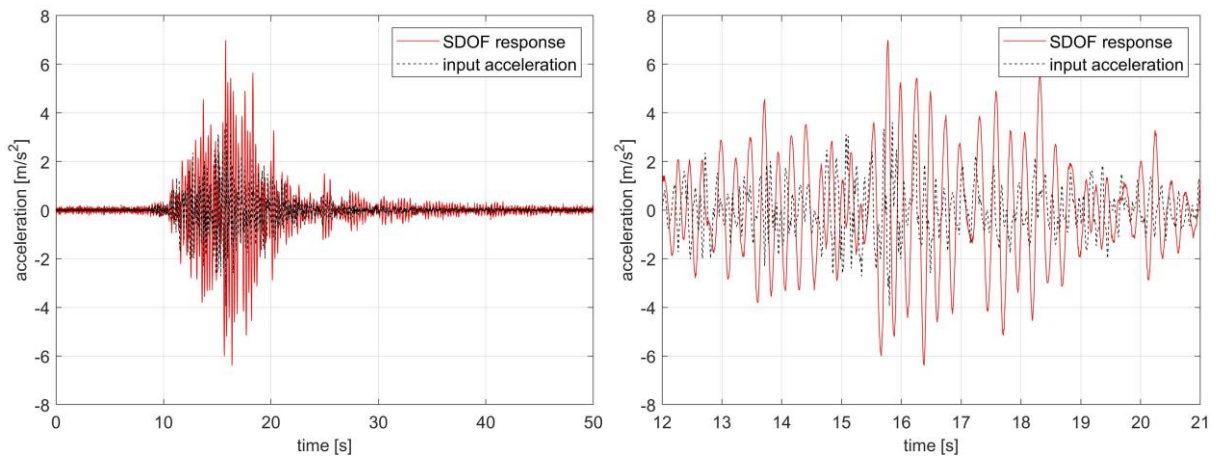 8
6
4
2
0
-2
-4
-6
-8
acceleration [m/s²]
SDOF response
input acceleration
0 10 20 30 40 50
time [s]
8
6
4
2
0
-2
-4
-6
-8
acceleration [m/s²]
SDOF response
input acceleration
12 13 14 15 16 17 18 19 20 21
time [s]